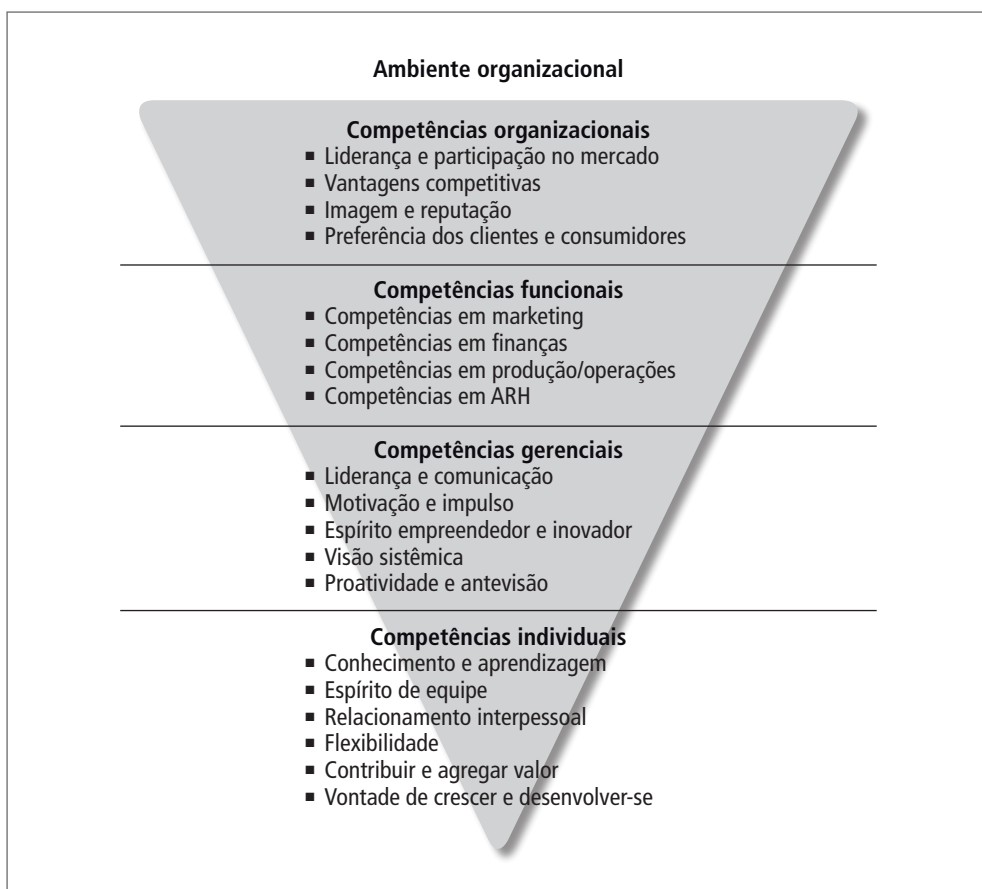 Ambiente organizacional
Competências organizacionais
▪ Liderança e participação no mercado
▪ Vantagens competitivas
▪ Imagem e reputação
▪ Preferência dos clientes e consumidores
Competências funcionais
▪ Competências em marketing
▪ Competências em finanças
▪ Competências em produção/operações
▪ Competências em ARH
Competências gerenciais
▪ Liderança e comunicação
▪ Motivação e impulso
▪ Espírito empreendedor e inovador
▪ Visão sistêmica
▪ Proatividade e antevisão
Competências individuais
▪ Conhecimento e aprendizagem
▪ Espírito de equipe
▪ Relacionamento interpessoal
▪ Flexibilidade
▪ Contribuir e agregar valor
▪ Vontade de crescer e desenvolver-se